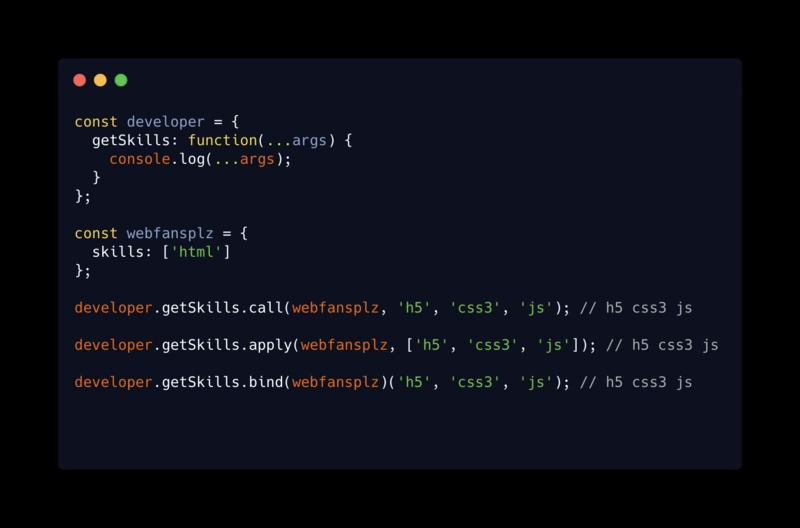 const developer = {
  getSkills: function(...args) {
    console.log(...args);
  }
};
const webfansplz = {
  skills: ['html']
};
developer.getSkills.call(webfansplz, 'h5', 'css3', 'js'); // h5 css3 js
developer.getSkills.apply(webfansplz, ['h5', 'css3', 'js']); // h5 css3 js
developer.getSkills.bind(webfansplz)('h5', 'css3', 'js'); // h5 css3 js